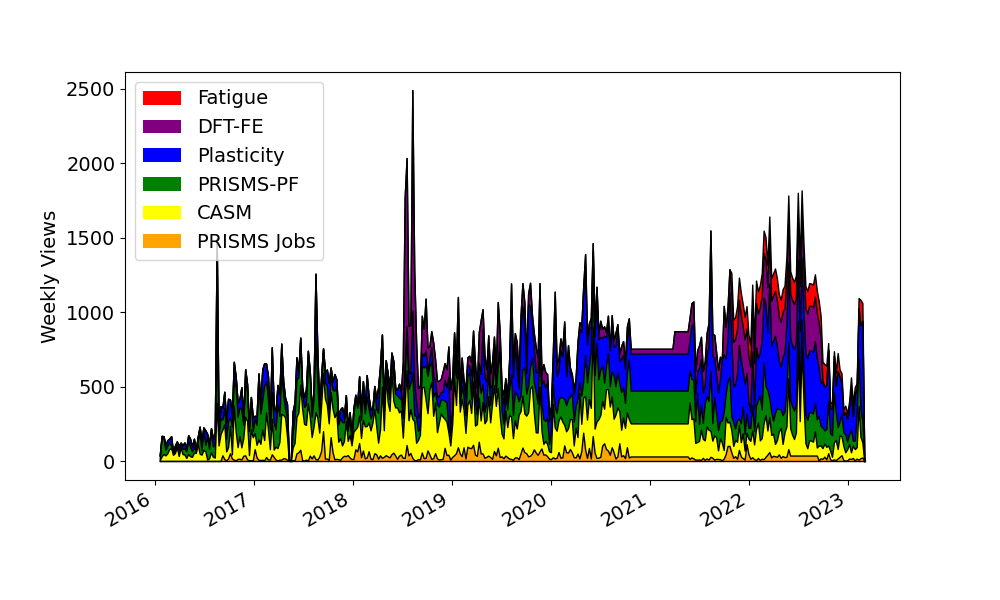 2500
2000
1500
1000
500
0
Weekly Views
Fatigue
DFT-FE
Plasticity
PRISMS-PF
CASM
PRISMS Jobs
2016
2017
2018
2019
2020
2021
2022
2023